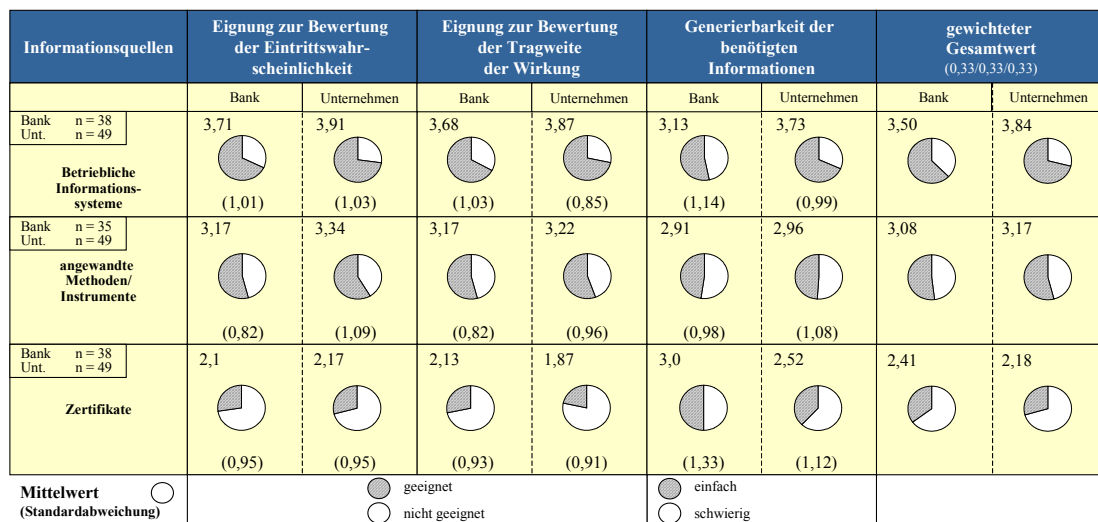 Informationsquellen
Eignung zur Bewertung
der Eintrittswahr-
scheinlichkeit
Eignung zur Bewertung
der Tragweite
der Wirkung
Generierbarkeit der
benötigten
Informationen
gewichteter
Gesamtwert
(0,33/0,33/0,33)
Bank Unternehmen Bank Unternehmen Bank Unternehmen Bank Unternehmen
Bank n = 38
Unt. n = 49
Betriebliche
Informations-
systeme
3,71 3,91 3,68 3,87 3,13 3,73 3,50 3,84
(1,01) (1,03) (1,03) (0,85) (1,14) (0,99)
Bank n = 35
Unt. n = 49
angewandte
Methoden/
Instrumente
3,17 3,34 3,17 3,22 2,91 2,96 3,08 3,17
(0,82) (1,09) (0,82) (0,96) (0,98) (1,08)
Bank n = 38
Unt. n = 49
Zertifikate
2,1 2,17 2,13 1,87 3,0 2,52 2,41 2,18
(0,95) (0,95) (0,93) (0,91) (1,33) (1,12)
Mittelwert
(Standardabweichung)
geeignet
nicht geeignet
einfach
schwierig